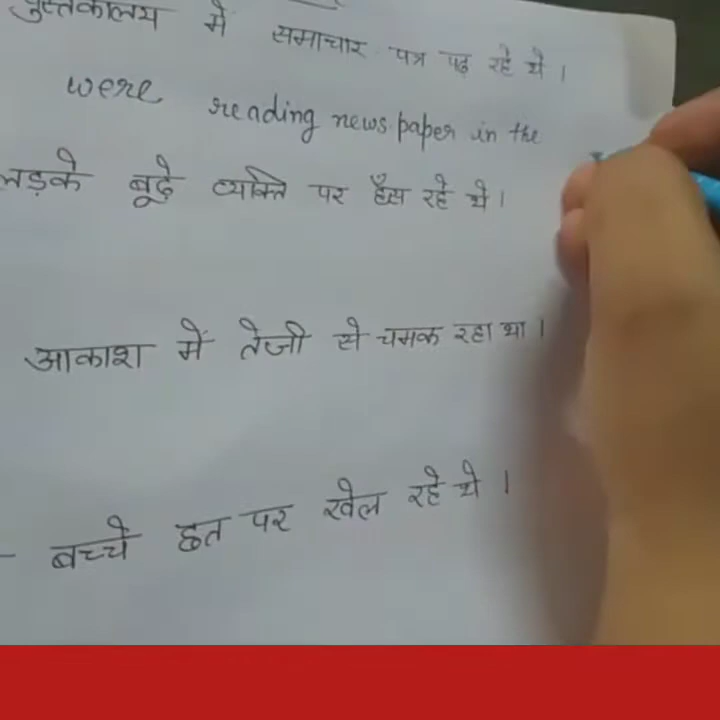 पुस्तकालय में समाचार पत्र पढ़ रहे थे।
were reading news paper in the
लड़के बूढ़े व्यक्ति पर हँस रहे थे।
आकाश में तेजी से चमक रहा था।
बच्चे छत पर खेल रहे थे।